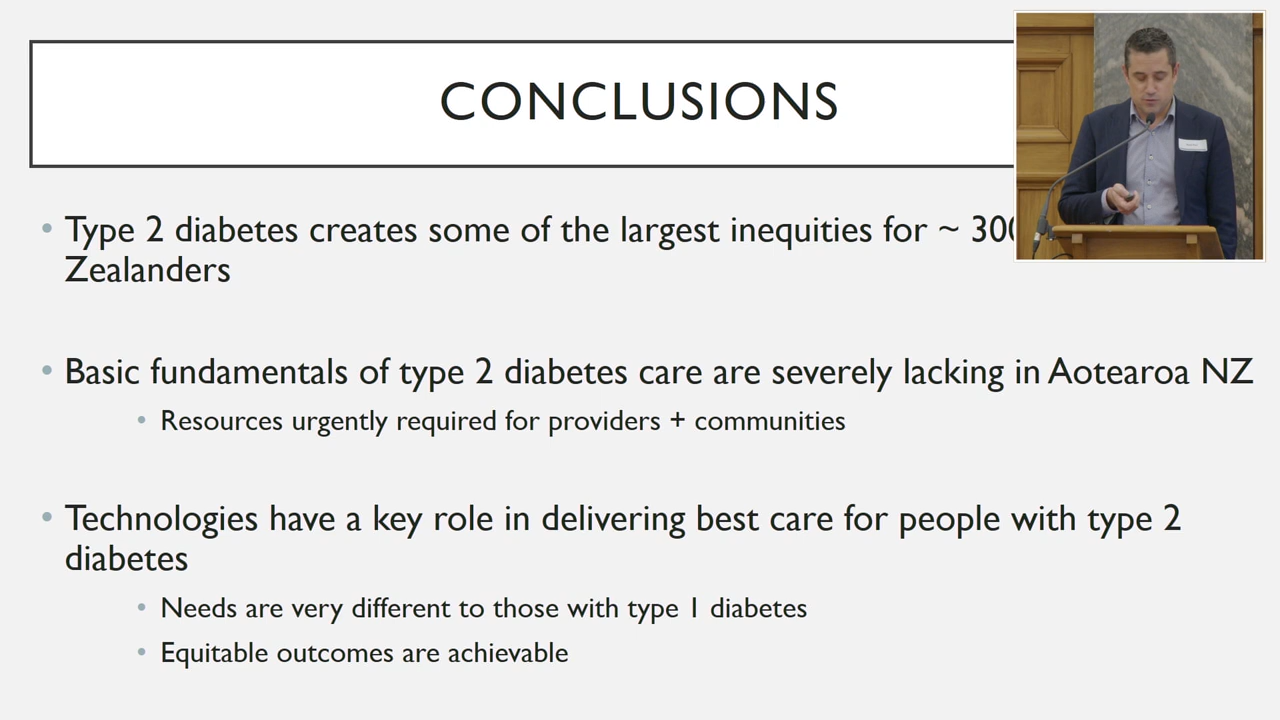 CONCLUSIONS
• Type 2 diabetes creates some of the largest inequities for ~ 300
Zealanders
• Basic fundamentals of type 2 diabetes care are severely lacking in Aotearoa NZ
• Resources urgently required for providers + communities
• Technologies have a key role in delivering best care for people with type 2
diabetes
• Needs are very different to those with type 1 diabetes
• Equitable outcomes are achievable